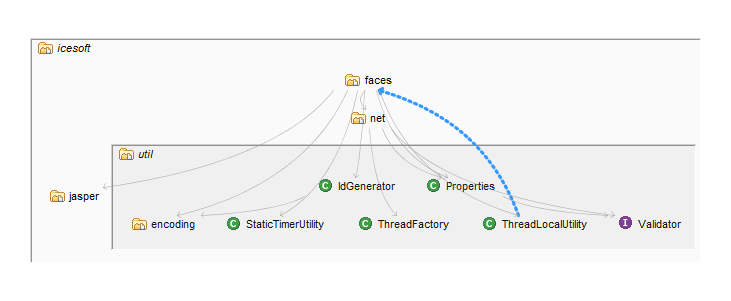 icesoft
faces
net
util
IdGenerator
Properties
jasper
encoding
C StaticTimerUtility
C ThreadFactory
C ThreadLocalUtility
I Validator